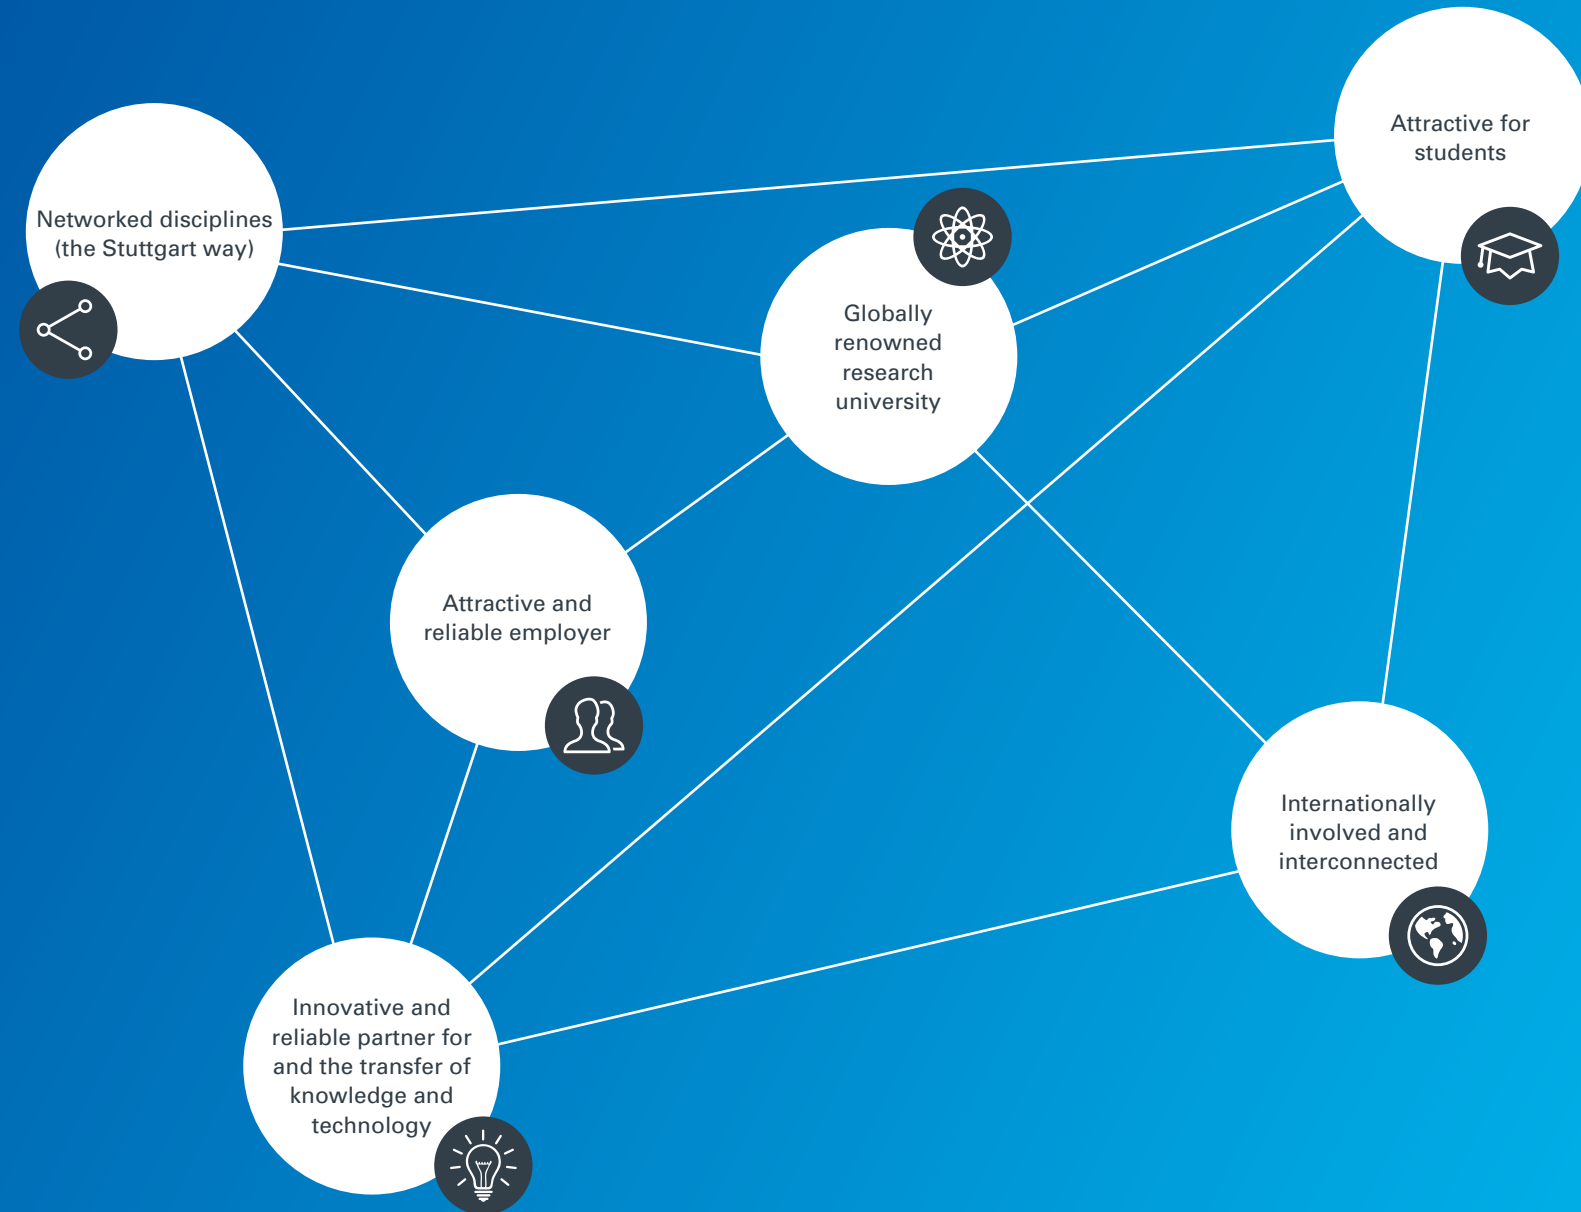 Attractive for
students
Networked disciplines
(the Stuttgart way)
Globally
renowned
research
university
Attractive and
reliable employer
Internationally
involved and
interconnected
Innovative and
reliable partner for
and the transfer of
knowledge and
technology